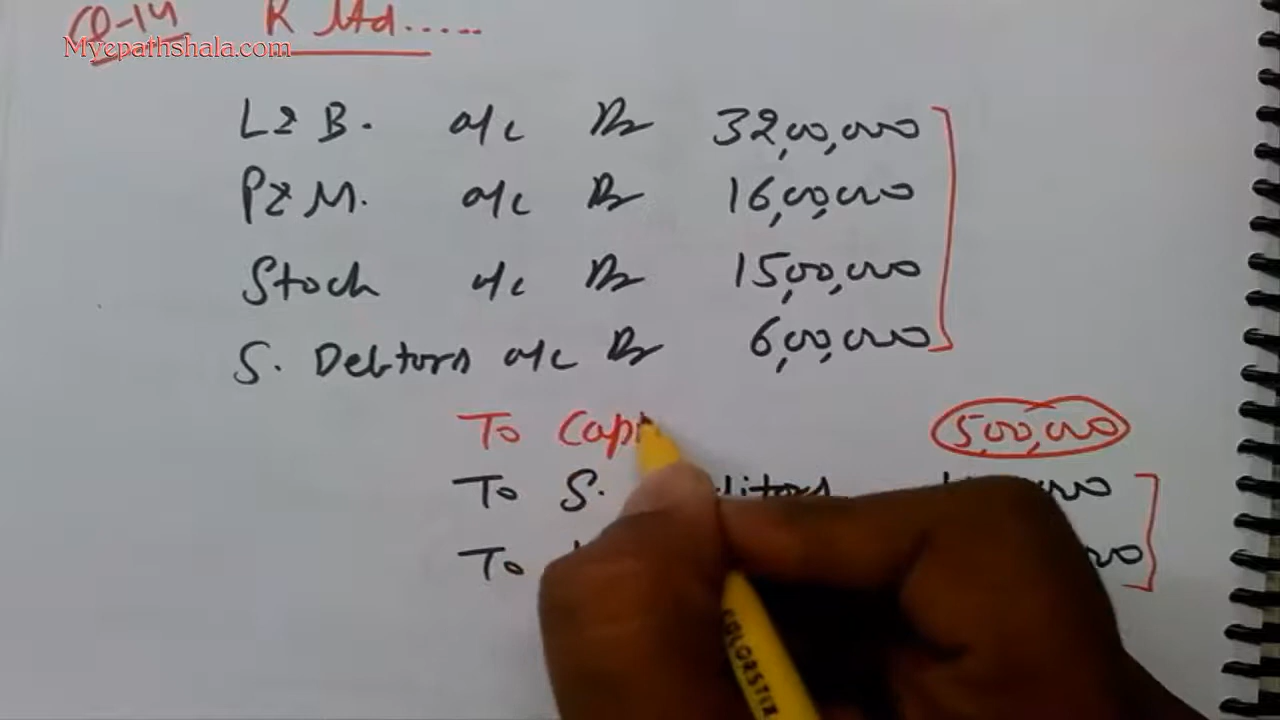 Q-14 R Ltd.....
Myepathshala.com
L & B. a/c Dr 32,00,000
P & M. a/c Dr 16,00,000
Stock a/c Dr 15,00,000
S. Debtors a/c Dr 6,00,000
To Cap 5,00,000
To S.
To
COLORSTIX